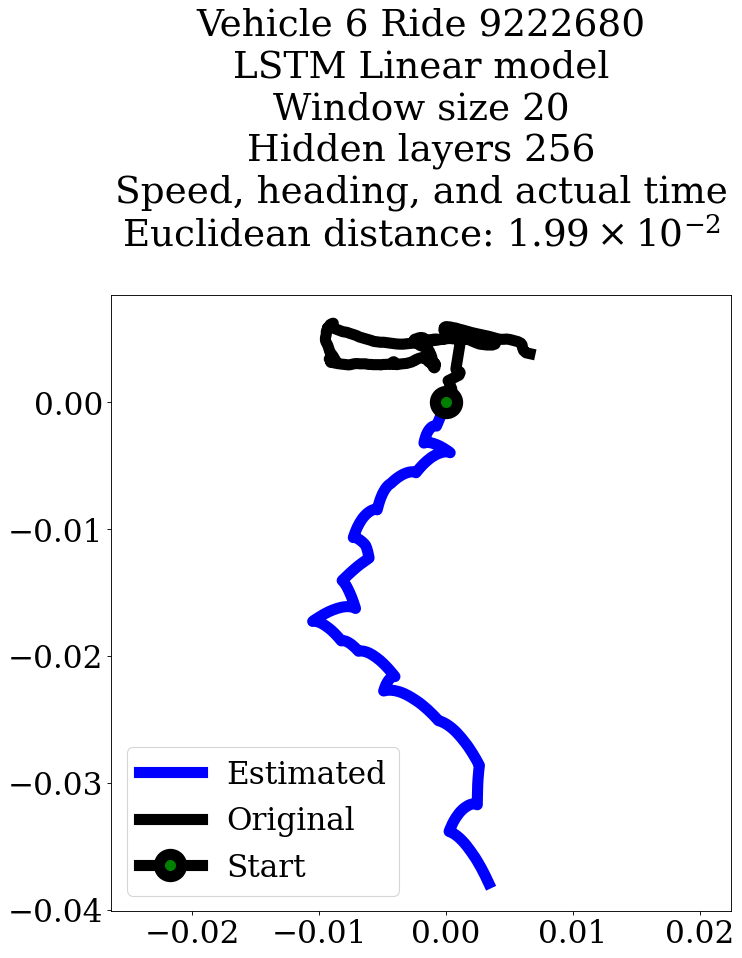 Vehicle 6 Ride 9222680
LSTM Linear model
Window size 20
Hidden layers 256
Speed, heading, and actual time
Euclidean distance: 1.99 × 10⁻²
0.00
−0.01
−0.02
−0.03
−0.04
Estimated
Original
Start
−0.02 −0.01 0.00 0.01 0.02